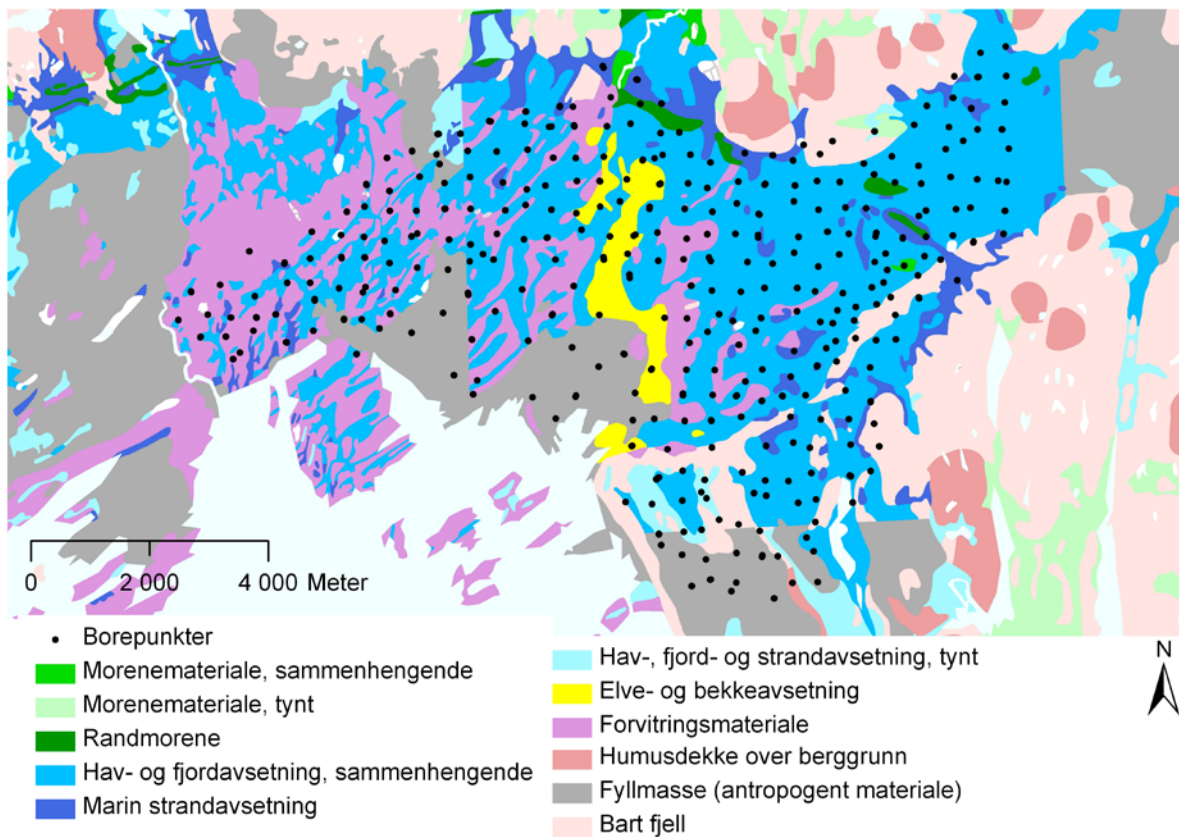 0 2 000 4 000 Meter
Borepunkter
Morenemateriale, sammenhengende
Morenemateriale, tynt
Randmorene
Hav- og fjordavsetning, sammenhengende
Marin strandavsetning
Hav-, fjord- og strandavsetning, tynt
Elve- og bekkeavsetning
Forvitringsmateriale
Humusdekke over berggrunn
Fyllmasse (antropogent materiale)
Bart fjell
N